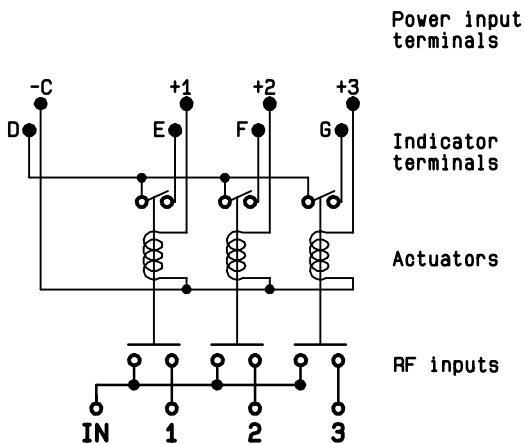 Power input
terminals
-C +1 +2 +3
D E F G
Indicator
terminals
Actuators
RF inputs
IN 1 2 3